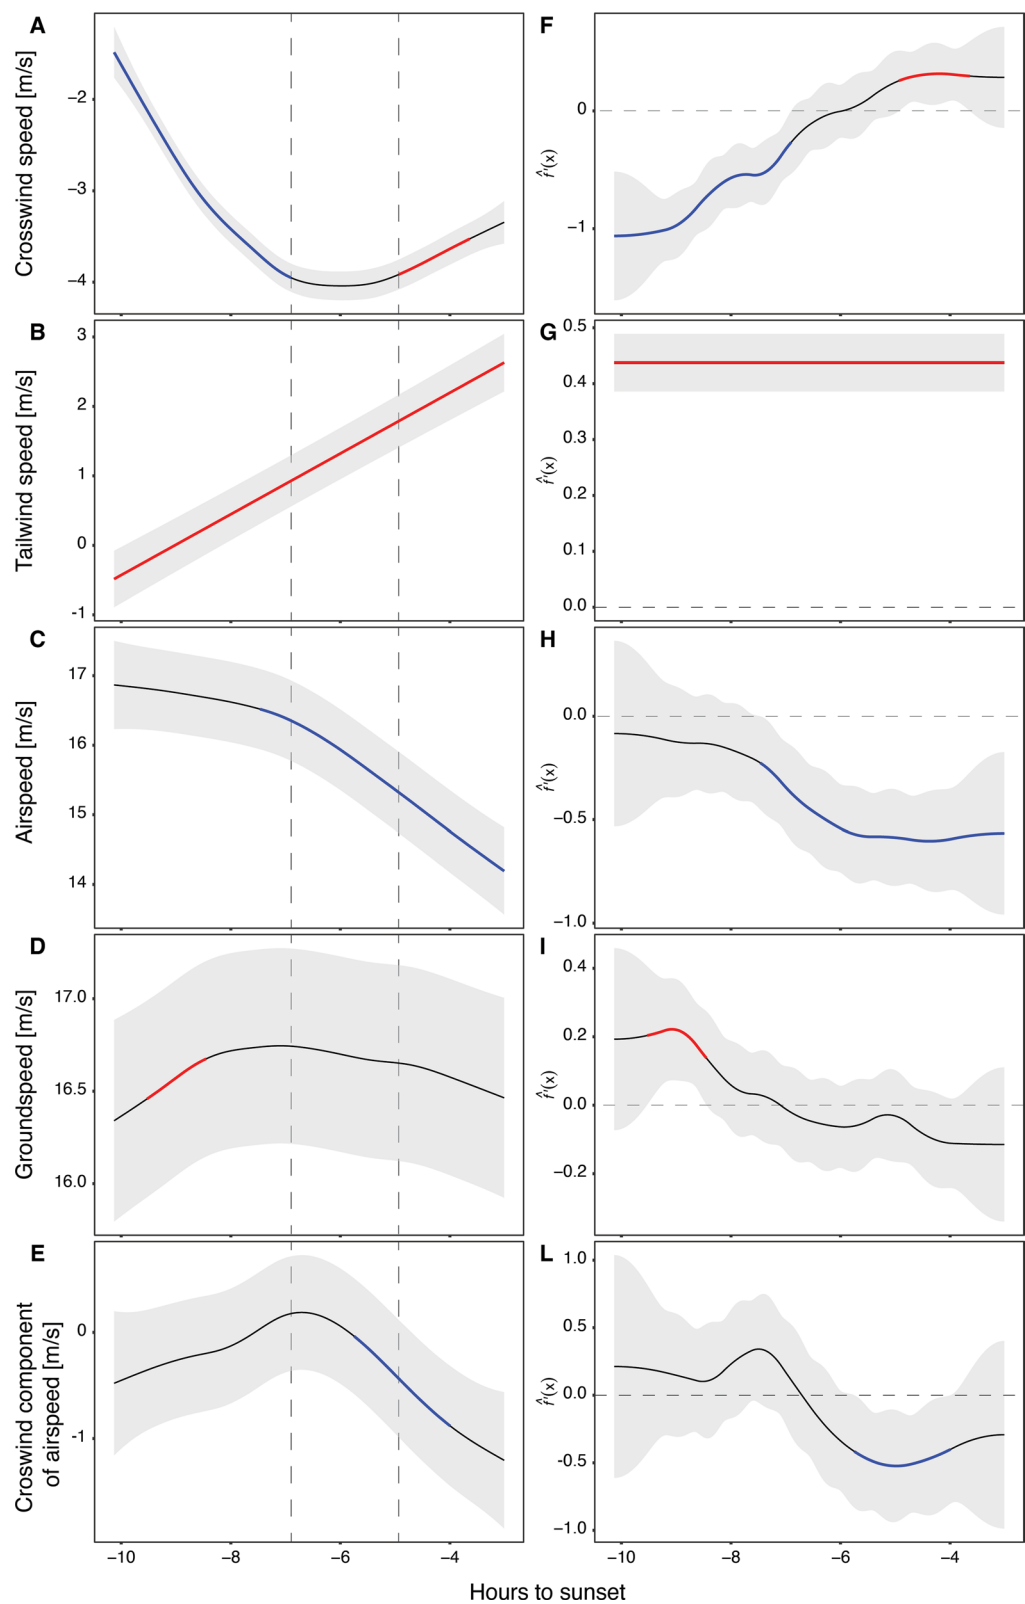 A
Crosswind speed [m/s]
−2
−3
−4
F
f̂'(x)
0
−1
B
Tailwind speed [m/s]
3
2
1
0
-1
G
f̂'(x)
0.5
0.4
0.3
0.2
0.1
0.0
C
Airspeed [m/s]
17
16
15
14
H
f̂'(x)
0.0
−0.5
−1.0
D
Groundspeed [m/s]
17.0
16.5
16.0
I
f̂'(x)
0.4
0.2
0.0
−0.2
E
Croswind component
of airspeed [m/s]
0
-1
L
f̂'(x)
1.0
0.5
0.0
-0.5
−1.0
−10 −8 −6 −4 −10 −8 −6 −4
Hours to sunset